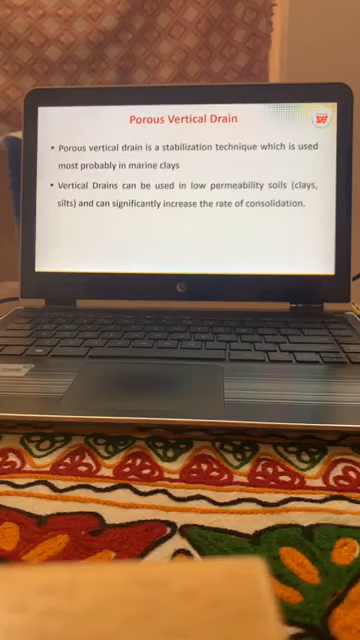 Porous Vertical Drain
• Porous vertical drain is a stabilization technique which is used
most probably in marine clays
• Vertical Drains can be used in low permeability soils (clays,
silts) and can significantly increase the rate of consolidation.
hp